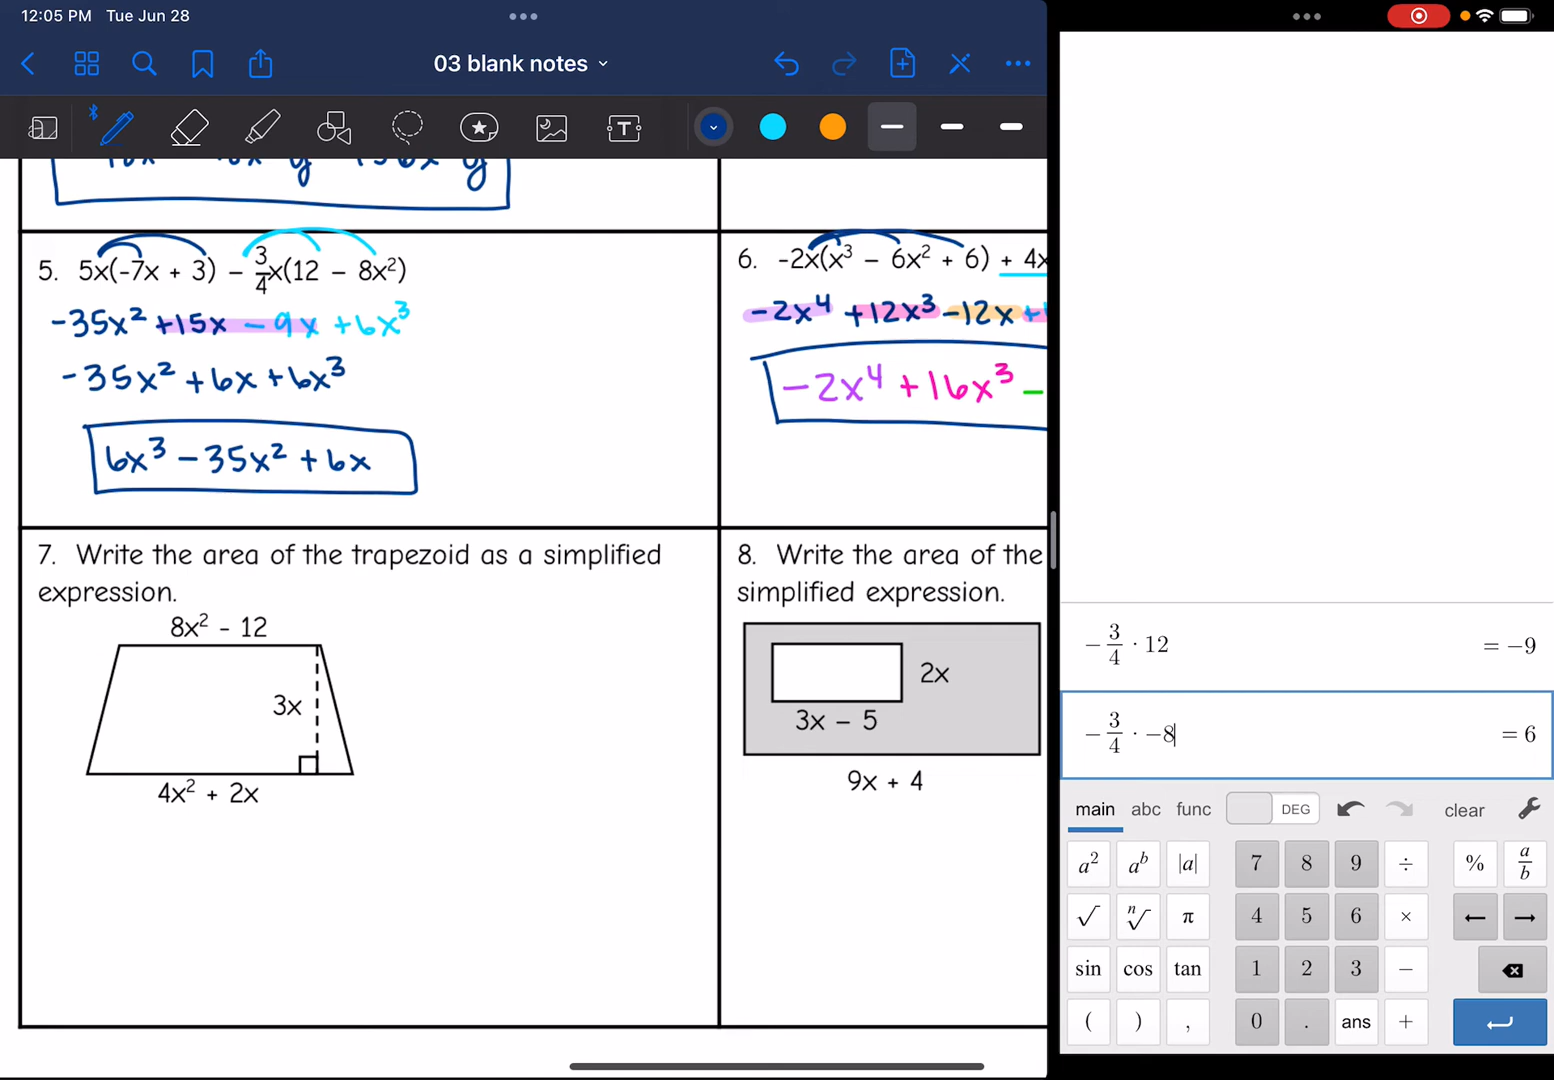 12:05 PM Tue Jun 28
03 blank notes
5. 5x(-7x + 3) - 3/4x(12 - 8x²)
-35x² +15x - 9x +6x³
-35x² +6x +6x³
6x³ - 35x² + 6x
6. -2x(x³ - 6x² + 6) + 4x
-2x⁴ +12x³ -12x +
-2x⁴ +16x³ -
7. Write the area of the trapezoid as a simplified
expression.
8x² - 12
3x
4x² + 2x
8. Write the area of the
simplified expression.
2x
3x - 5
9x + 4
-3/4 · 12 = -9
-3/4 · -8 = 6
main abc func DEG clear
a² aᵇ |a| 7 8 9 ÷ % a/b
√ ⁿ√ π 4 5 6 × ← →
sin cos tan 1 2 3 −
( ) , 0 . ans +